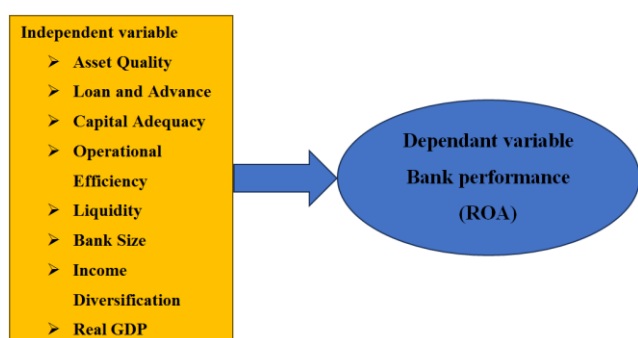 Independent variable
➢ Asset Quality
➢ Loan and Advance
➢ Capital Adequacy
➢ Operational
Efficiency
➢ Liquidity
➢ Bank Size
➢ Income
Diversification
➢ Real GDP
Dependant variable
Bank performance
(ROA)